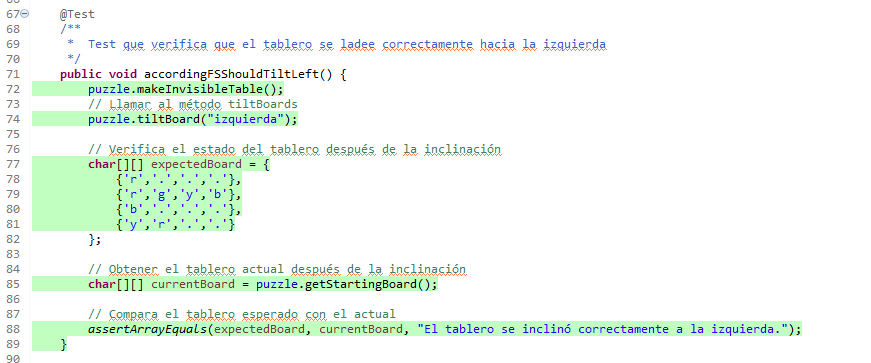 67 @Test
68 /**
69 * Test que verifica que el tablero se ladee correctamente hacia la izquierda
70 */
71 public void accordingFSShouldTiltLeft() {
72 puzzle.makeInvisibleTable();
73 // Llamar al método tiltBoards
74 puzzle.tiltBoard("izquierda");
75
76 // Verifica el estado del tablero después de la inclinación
77 char[][] expectedBoard = {
78 {'r','.','.','.'},
79 {'r','g','y','b'},
80 {'b','.','.','.'},
81 {'y','r','.','.'}
82 };
83
84 // Obtener el tablero actual después de la inclinación
85 char[][] currentBoard = puzzle.getStartingBoard();
86
87 // Compara el tablero esperado con el actual
88 assertArrayEquals(expectedBoard, currentBoard, "El tablero se inclinó correctamente a la izquierda.");
89 }
90